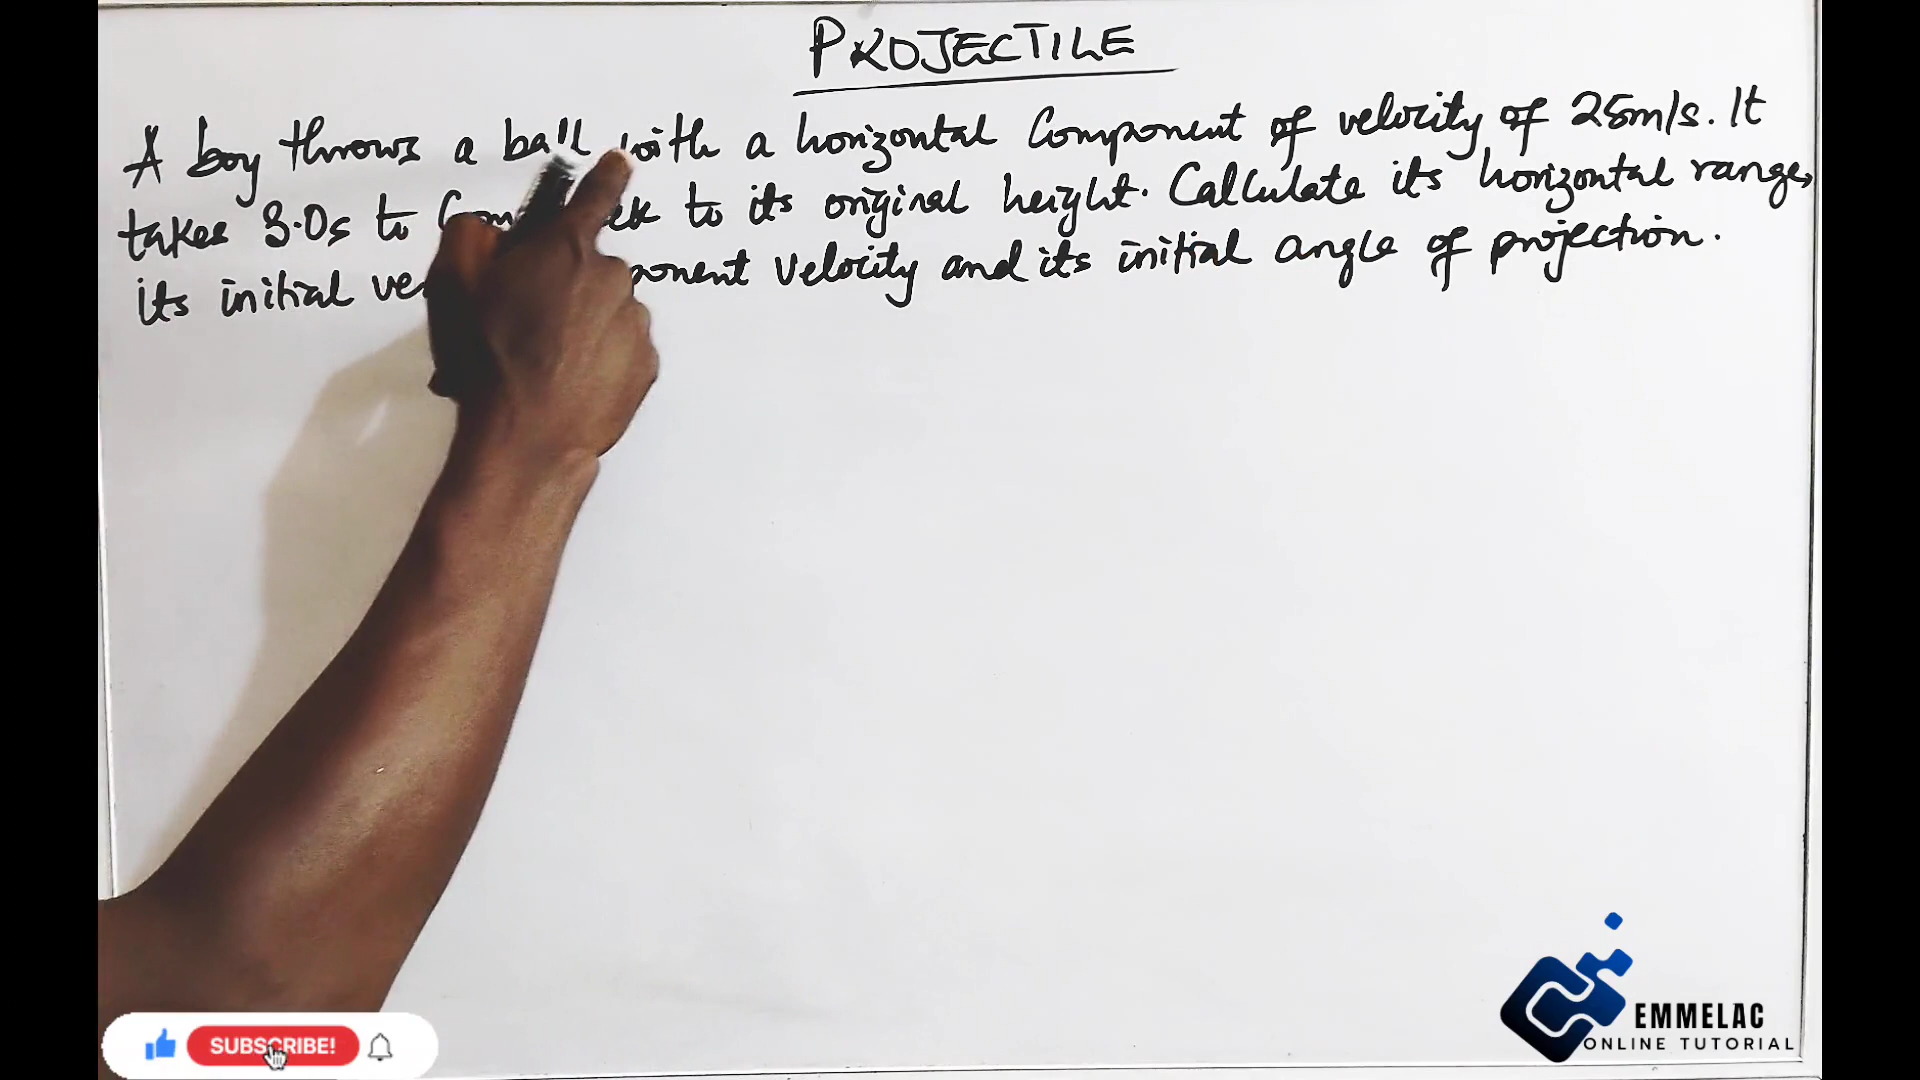 PROJECTILE
A boy throws a ball with a horizontal component of velocity of 25m/s. It
takes 3.0s to to its original height. Calculate its horizontal range,
its initial velocity and its initial angle of projection.
SUBSCRIBE!
EMMELAC
ONLINE TUTORIAL